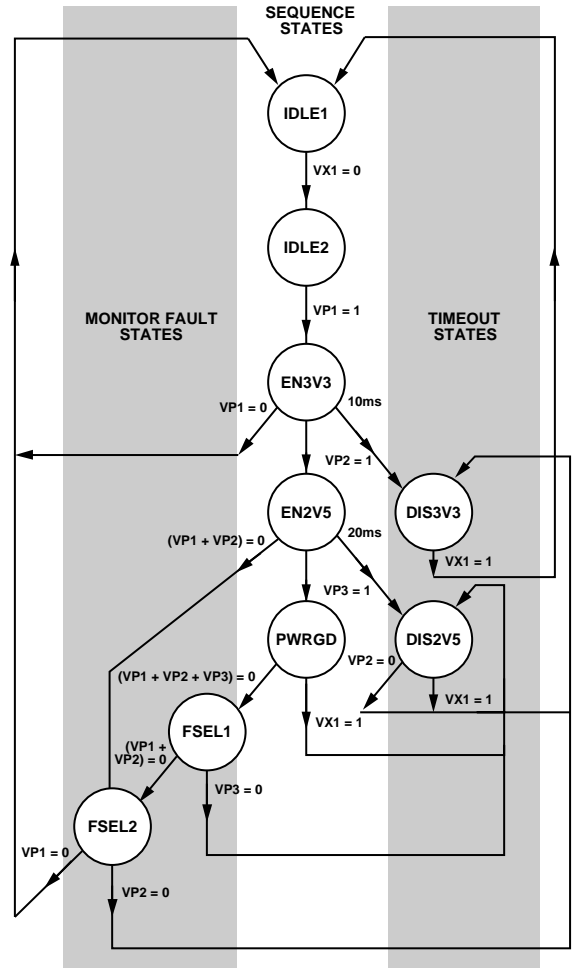 SEQUENCE
STATES
IDLE1
VX1 = 0
IDLE2
MONITOR FAULT
STATES
VP1 = 1
TIMEOUT
STATES
EN3V3
VP1 = 0
10ms
VP2 = 1
EN2V5
DIS3V3
(VP1 + VP2) = 0
20ms
VX1 = 1
VP3 = 1
PWRGD
DIS2V5
VP2 = 0
(VP1 + VP2 + VP3) = 0
VX1 = 1
FSEL1
VX1 = 1
(VP1 +
VP2) = 0
VP3 = 0
FSEL2
VP1 = 0
VP2 = 0